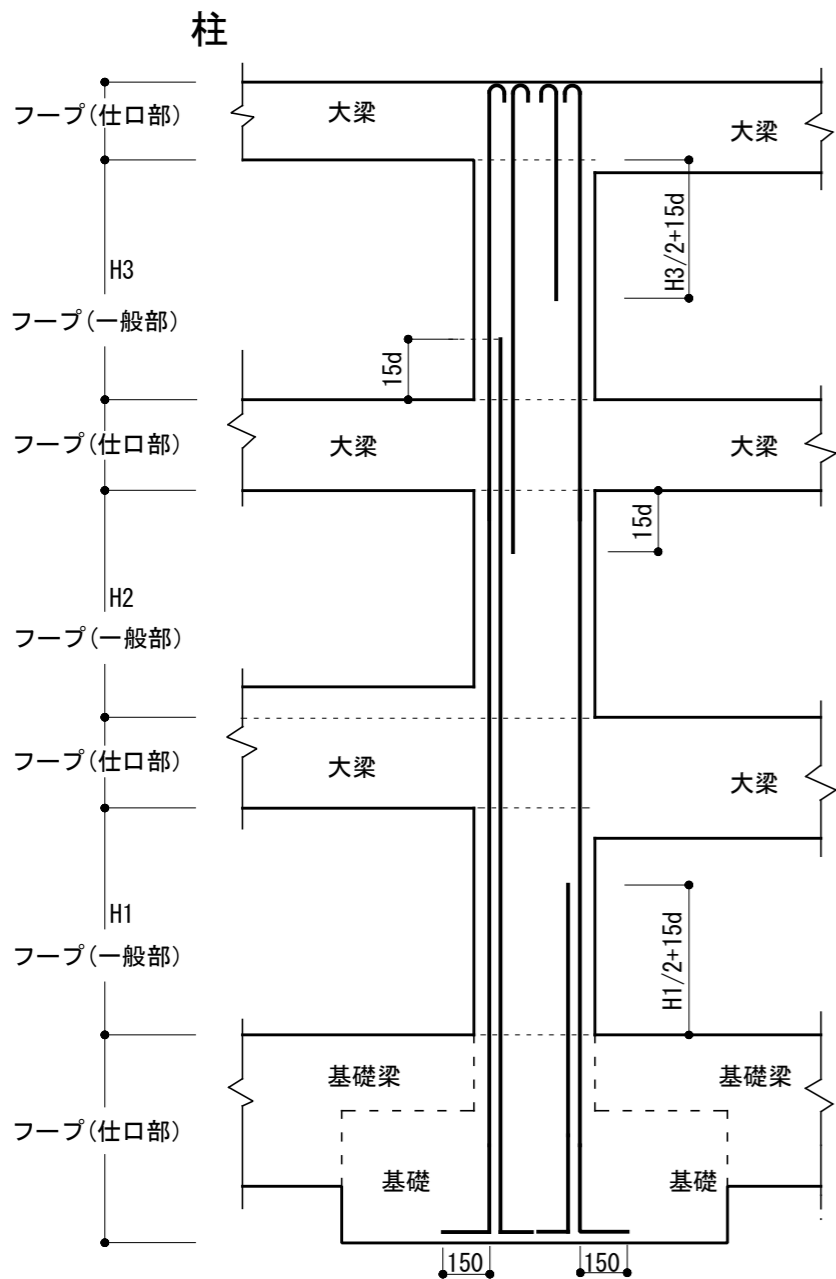 柱
フープ(仕口部)
大梁
大梁
H3
H3/2+15d
フープ(一般部)
15d
フープ(仕口部)
大梁
大梁
15d
H2
フープ(一般部)
フープ(仕口部)
大梁
大梁
H1
H1/2+15d
フープ(一般部)
基礎梁
基礎梁
フープ(仕口部)
基礎
基礎
150
150